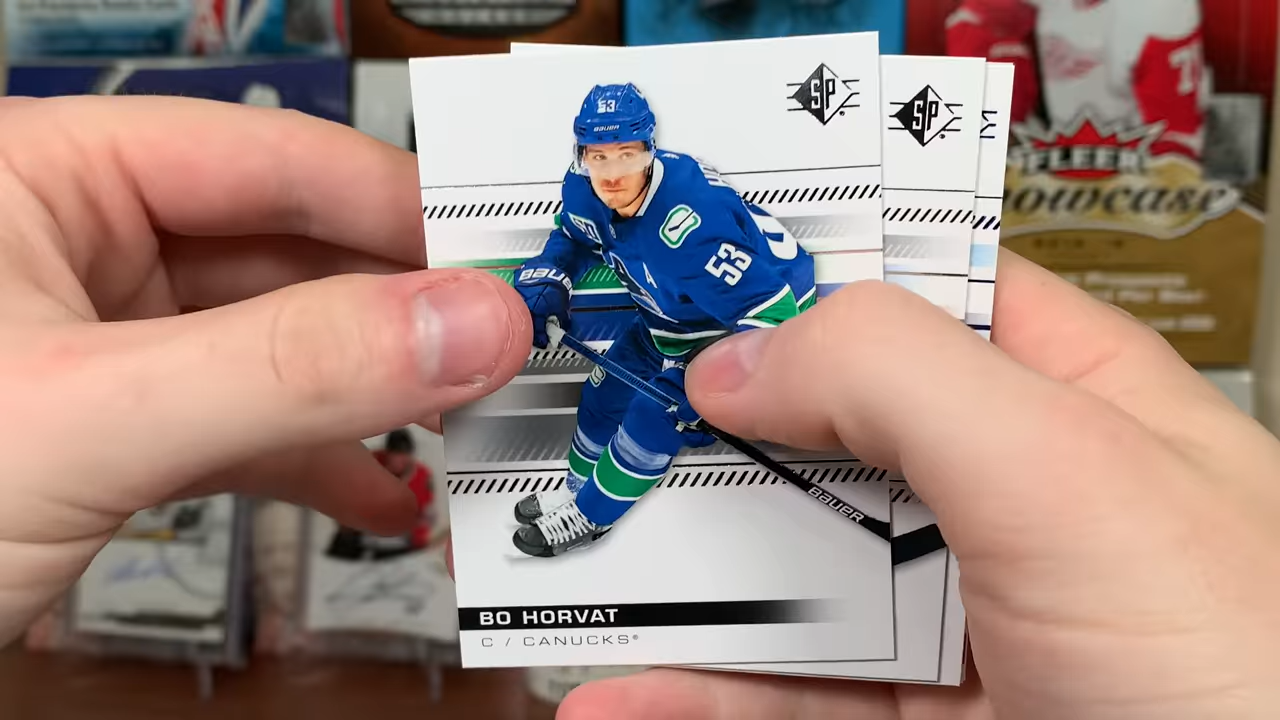 53
BAUER
SP
SP
FLEER
owcase
53
BAUER
A
BAUER
BO HORVAT
C / CANUCKS®